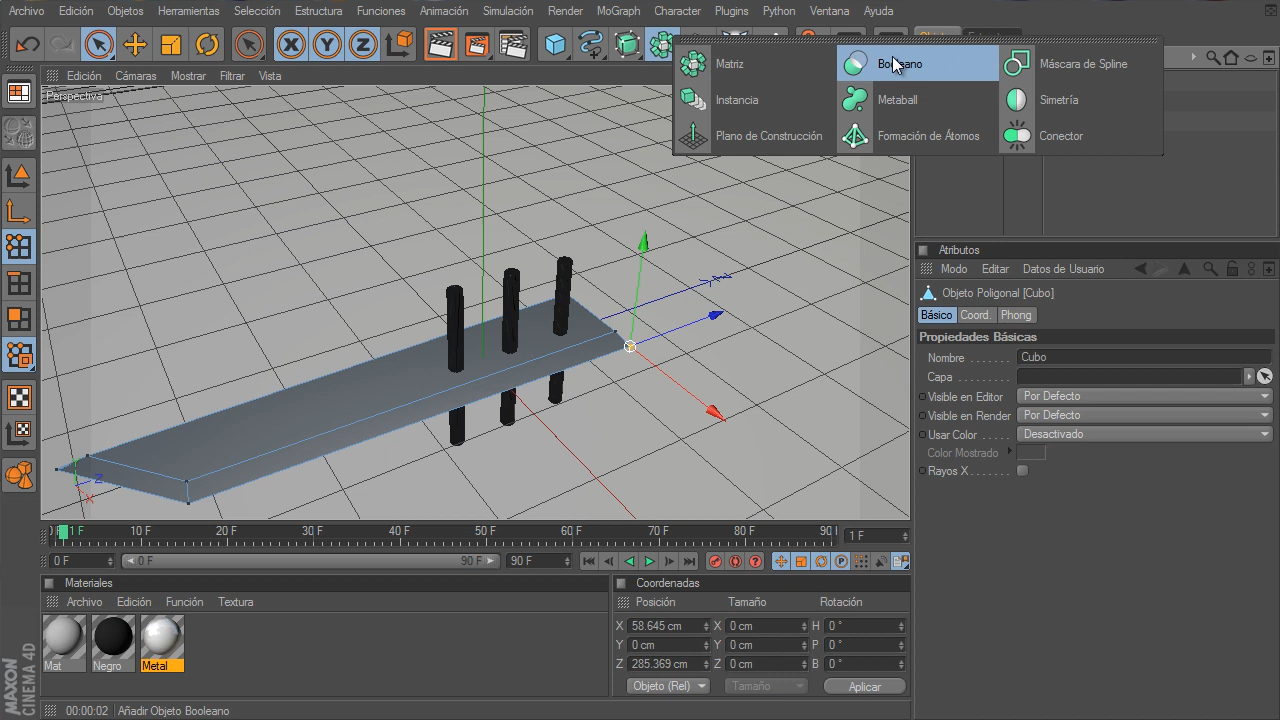 Archivo Edición Objetos Herramientas Selección Estructura Funciones Animación Simulación Render MoGraph Character Plugins Python Ventana Ayuda
Matriz Booleano Máscara de Spline
Instancia Metaball Simetría
Plano de Construcción Formación de Átomos Conector
Edición Cámaras Mostrar Filtrar Vista
Perspectiva
Z
X
Atributos
Modo Editar Datos de Usuario
Objeto Poligonal [Cubo]
Básico Coord. Phong
Propiedades Básicas
Nombre Cubo
Capa
Visible en Editor Por Defecto
Visible en Render Por Defecto
Usar Color Desactivado
Color Mostrado
Rayos X
1 F 10 F 20 F 30 F 40 F 50 F 60 F 70 F 80 F 90 1 F
0 F 0 F 90 F 90 F
Materiales
Archivo Edición Función Textura
Mat Negro Metal
Coordenadas
Posición Tamaño Rotación
X 58.645 cm X 0 cm H 0 °
Y 0 cm Y 0 cm P 0 °
Z 285.369 cm Z 0 cm B 0 °
Objeto (Rel) Tamaño Aplicar
MAXON
CINEMA 4D
00:00:02 Añadir Objeto Booleano